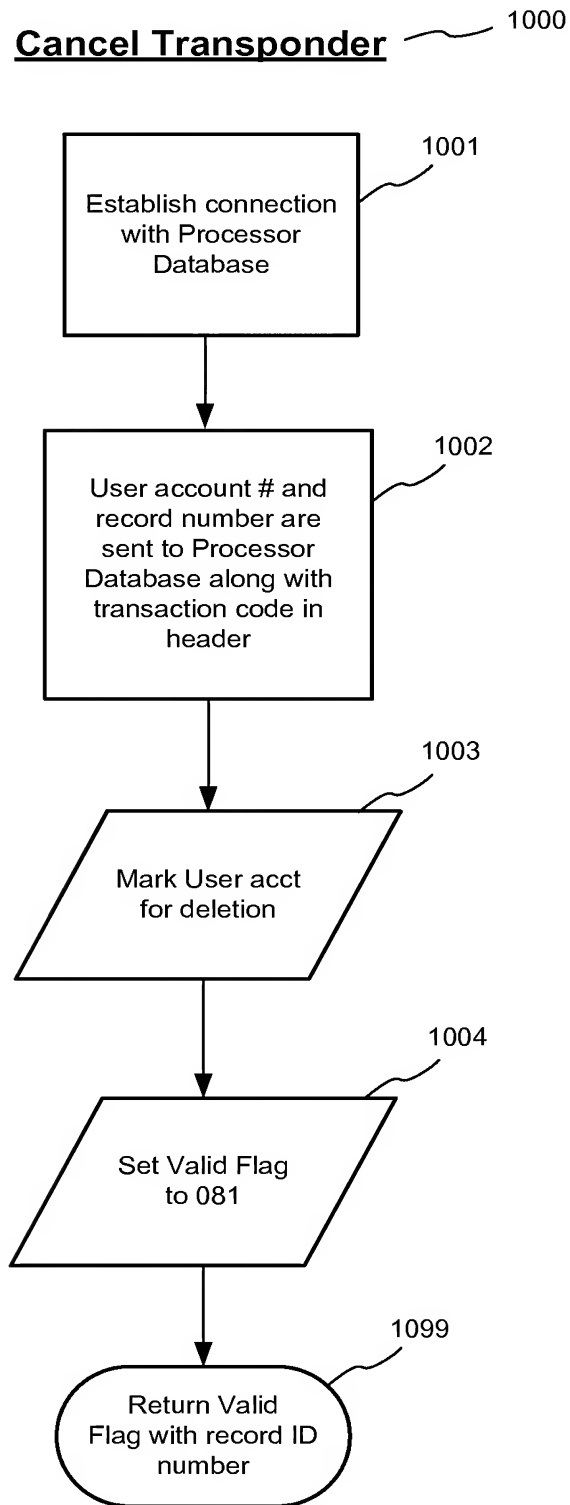 Cancel Transponder 1000
1001
Establish connection
with Processor
Database
1002
User account # and
record number are
sent to Processor
Database along with
transaction code in
header
1003
Mark User acct
for deletion
1004
Set Valid Flag
to 081
1099
Return Valid
Flag with record ID
number